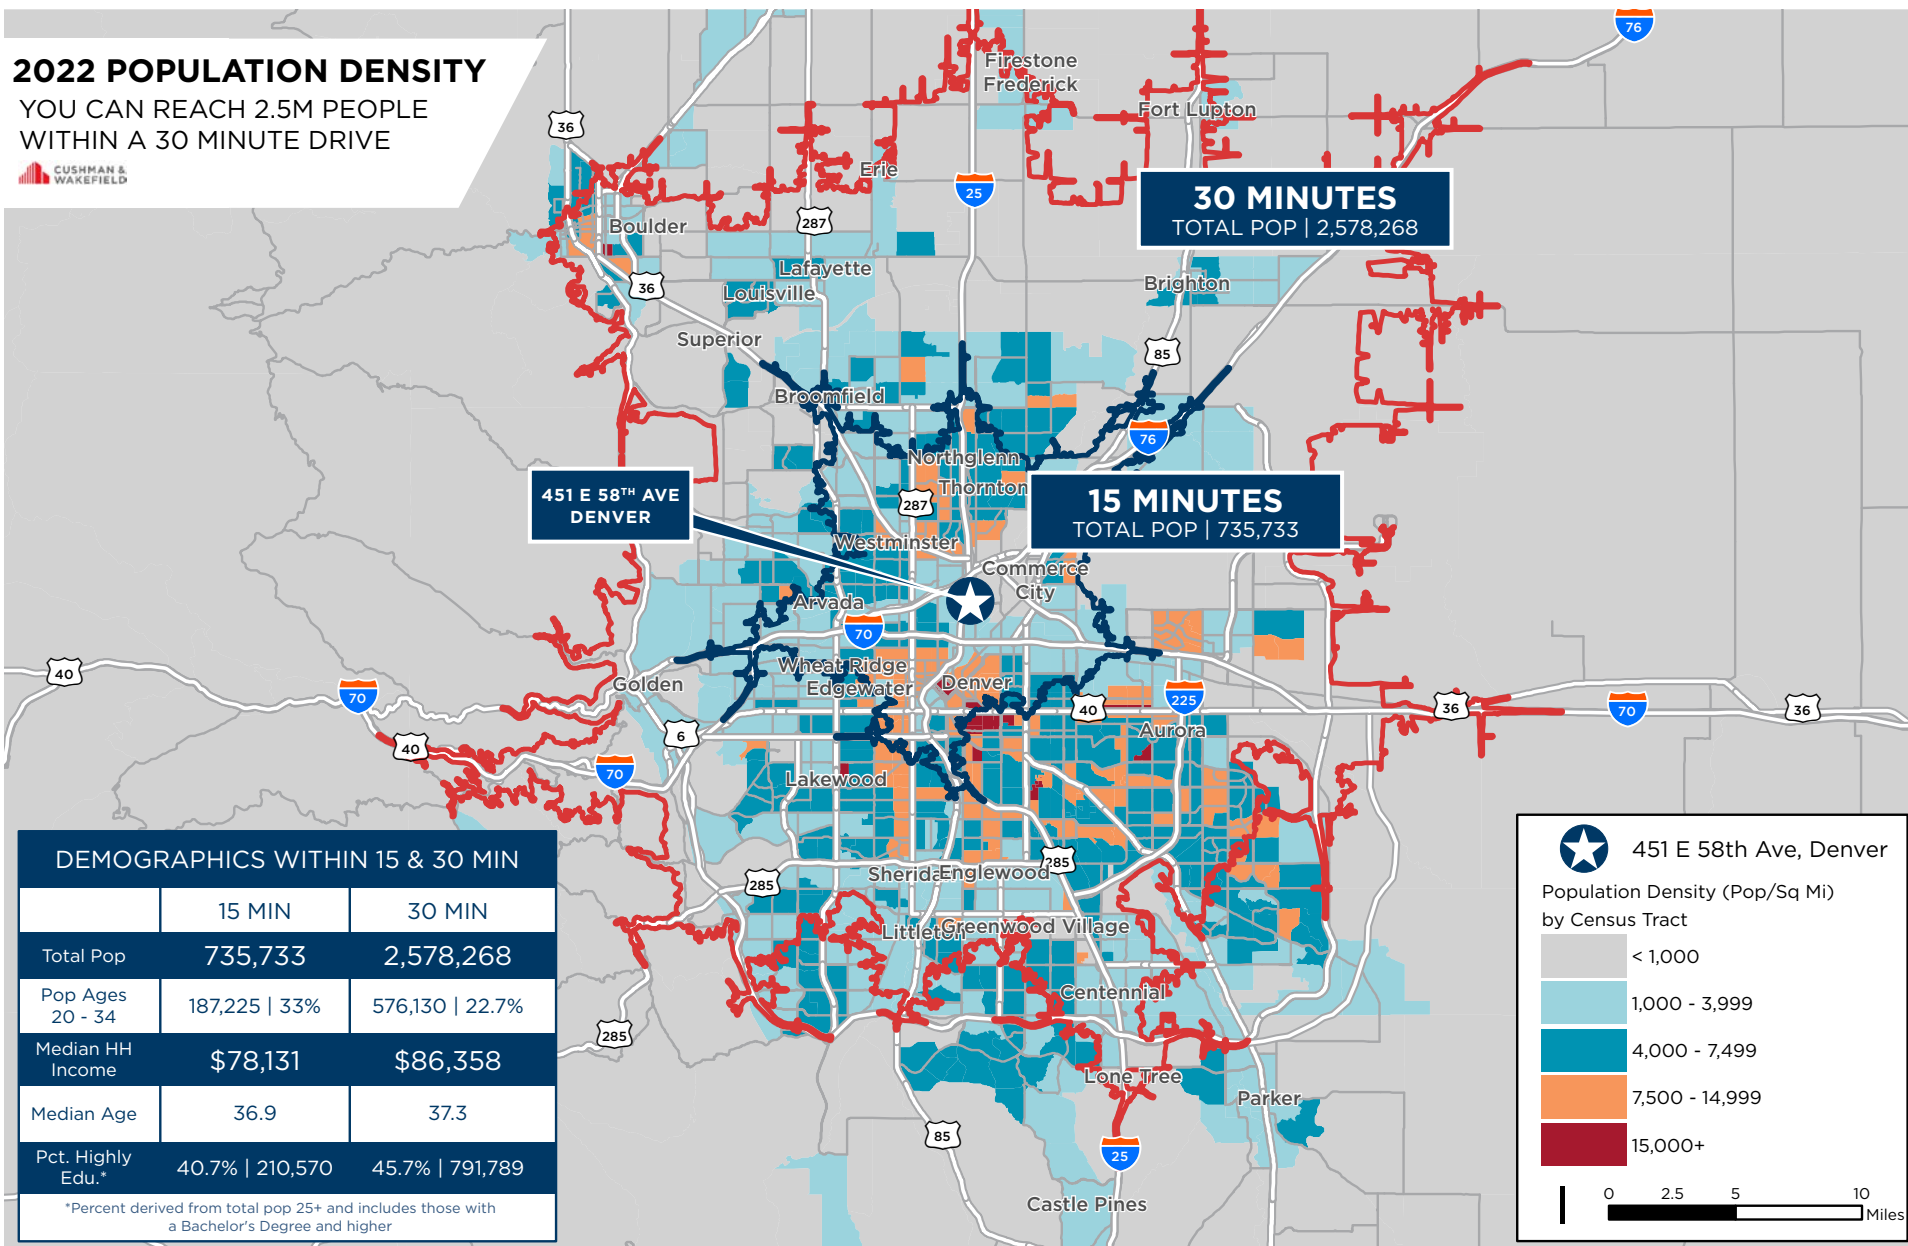 2022 POPULATION DENSITY
YOU CAN REACH 2.5M PEOPLE
WITHIN A 30 MINUTE DRIVE
CUSHMAN &
WAKEFIELD
76
Firestone
Frederick
Fort Lupton
36
Erie
25
30 MINUTES
TOTAL POP | 2,578,268
287
Boulder
Lafayette
36
Louisville
Brighton
Superior
85
Broomfield
76
Northglenn
Thornton
287
451 E 58TH AVE
DENVER
15 MINUTES
TOTAL POP | 735,733
Westminster
Commerce
City
Arvada
70
Wheat Ridge
Edgewater
Denver
Golden
40
70
40
225
36
70
36
6
Aurora
40
70
Lakewood
285
285
Sherida
Englewood
Littleton
Greenwood Village
Centennial
285
Lone Tree
Parker
85
25
Castle Pines
DEMOGRAPHICS WITHIN 15 & 30 MIN
15 MIN 30 MIN
Total Pop 735,733 2,578,268
Pop Ages
20 - 34 187,225 | 33% 576,130 | 22.7%
Median HH
Income $78,131 $86,358
Median Age 36.9 37.3
Pct. Highly
Edu.* 40.7% | 210,570 45.7% | 791,789
*Percent derived from total pop 25+ and includes those with
a Bachelor's Degree and higher
451 E 58th Ave, Denver
Population Density (Pop/Sq Mi)
by Census Tract
< 1,000
1,000 - 3,999
4,000 - 7,499
7,500 - 14,999
15,000+
0 2.5 5 10
Miles